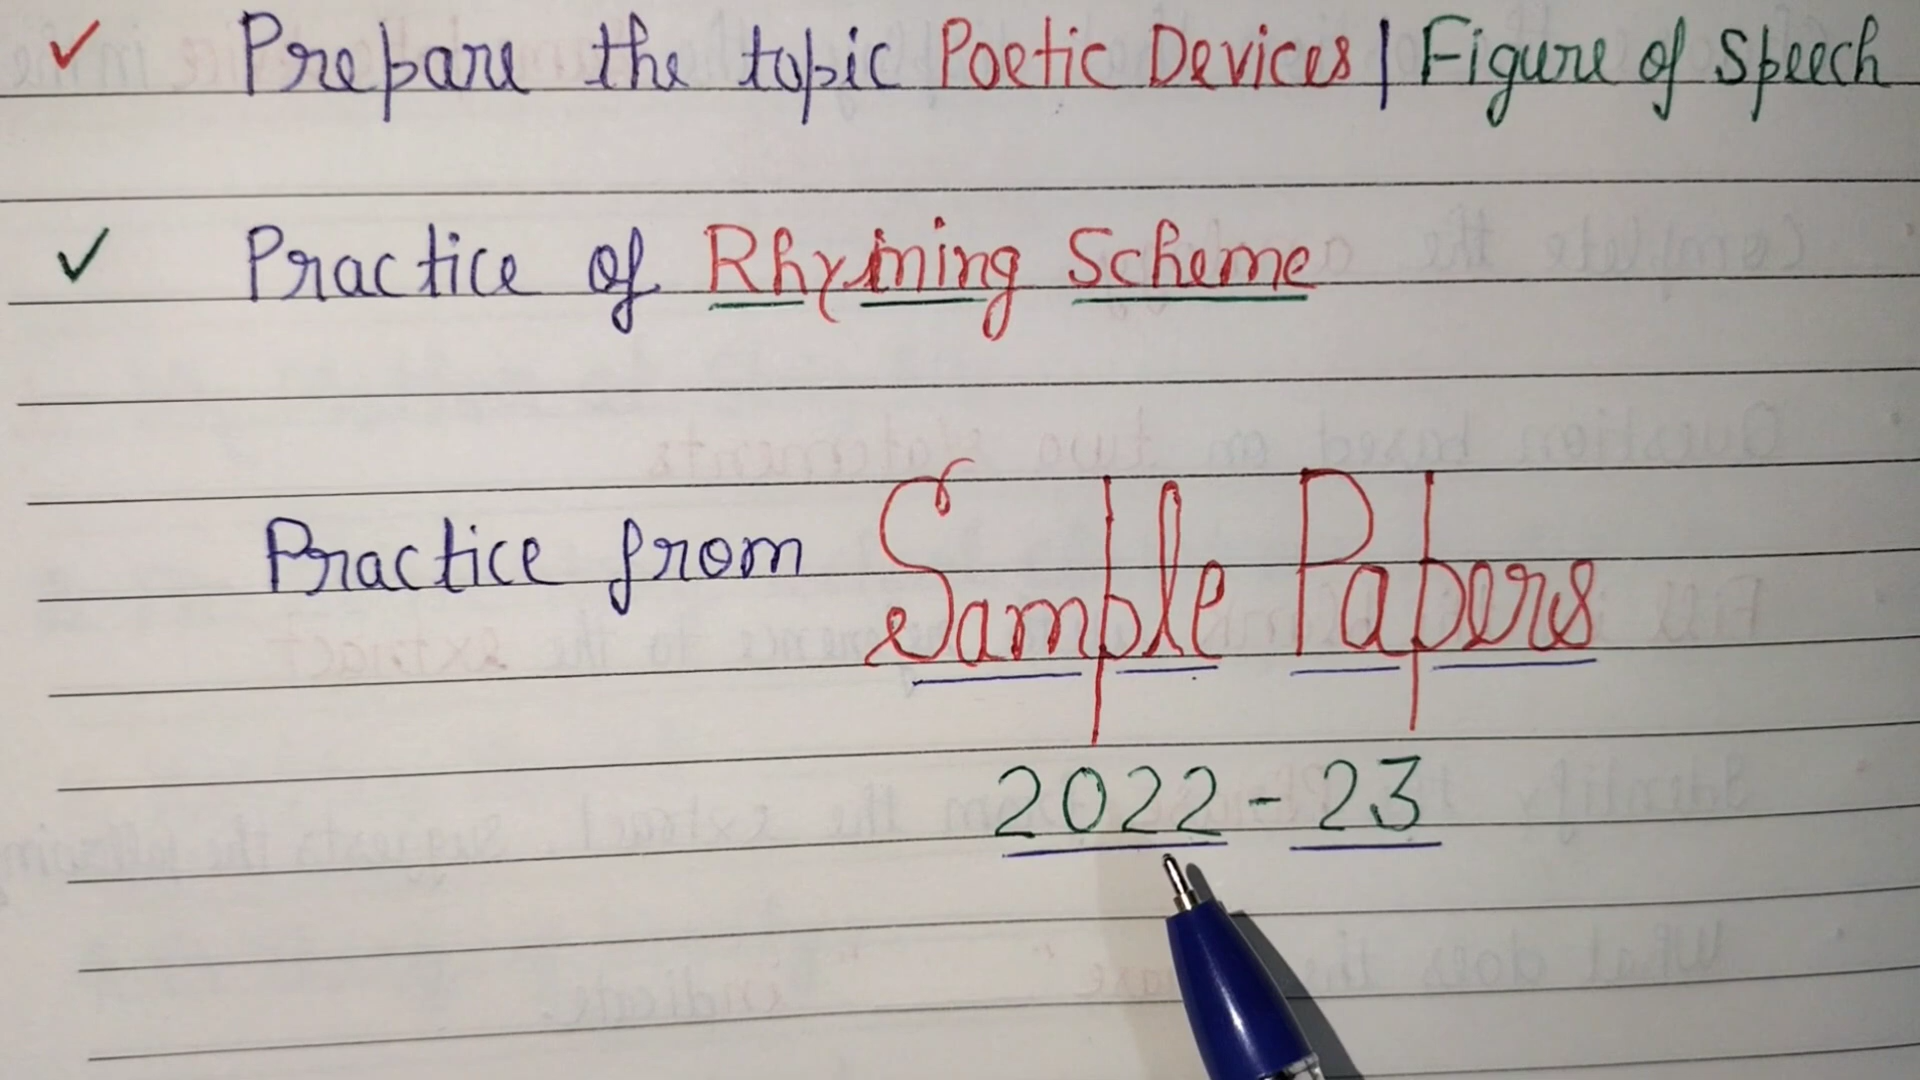 ✓ Prepare the topic Poetic Devices | Figure of Speech
✓ Practice of Rhyming Scheme
Practice from Sample Papers
2022-23